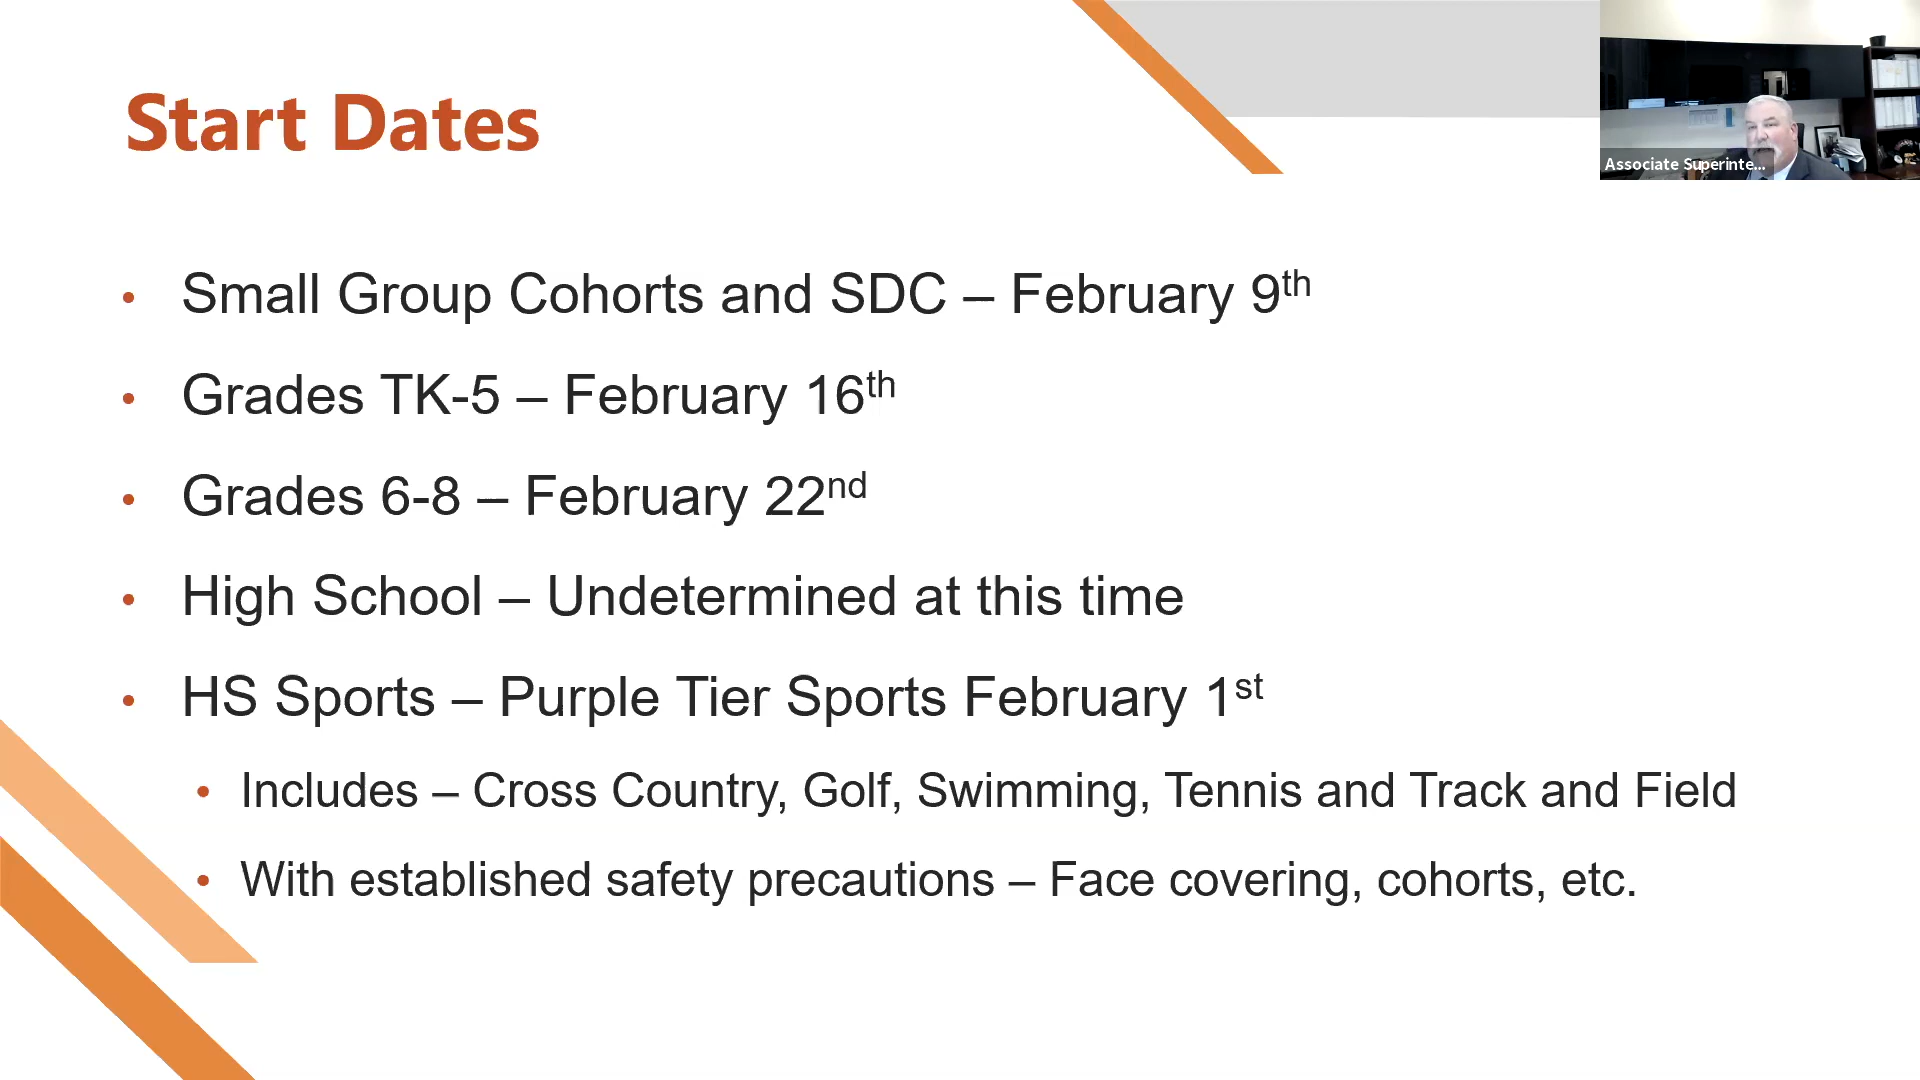 Start Dates
Associate Superinte...
• Small Group Cohorts and SDC – February 9th
• Grades TK-5 – February 16th
• Grades 6-8 – February 22nd
• High School – Undetermined at this time
• HS Sports – Purple Tier Sports February 1st
• Includes – Cross Country, Golf, Swimming, Tennis and Track and Field
• With established safety precautions – Face covering, cohorts, etc.